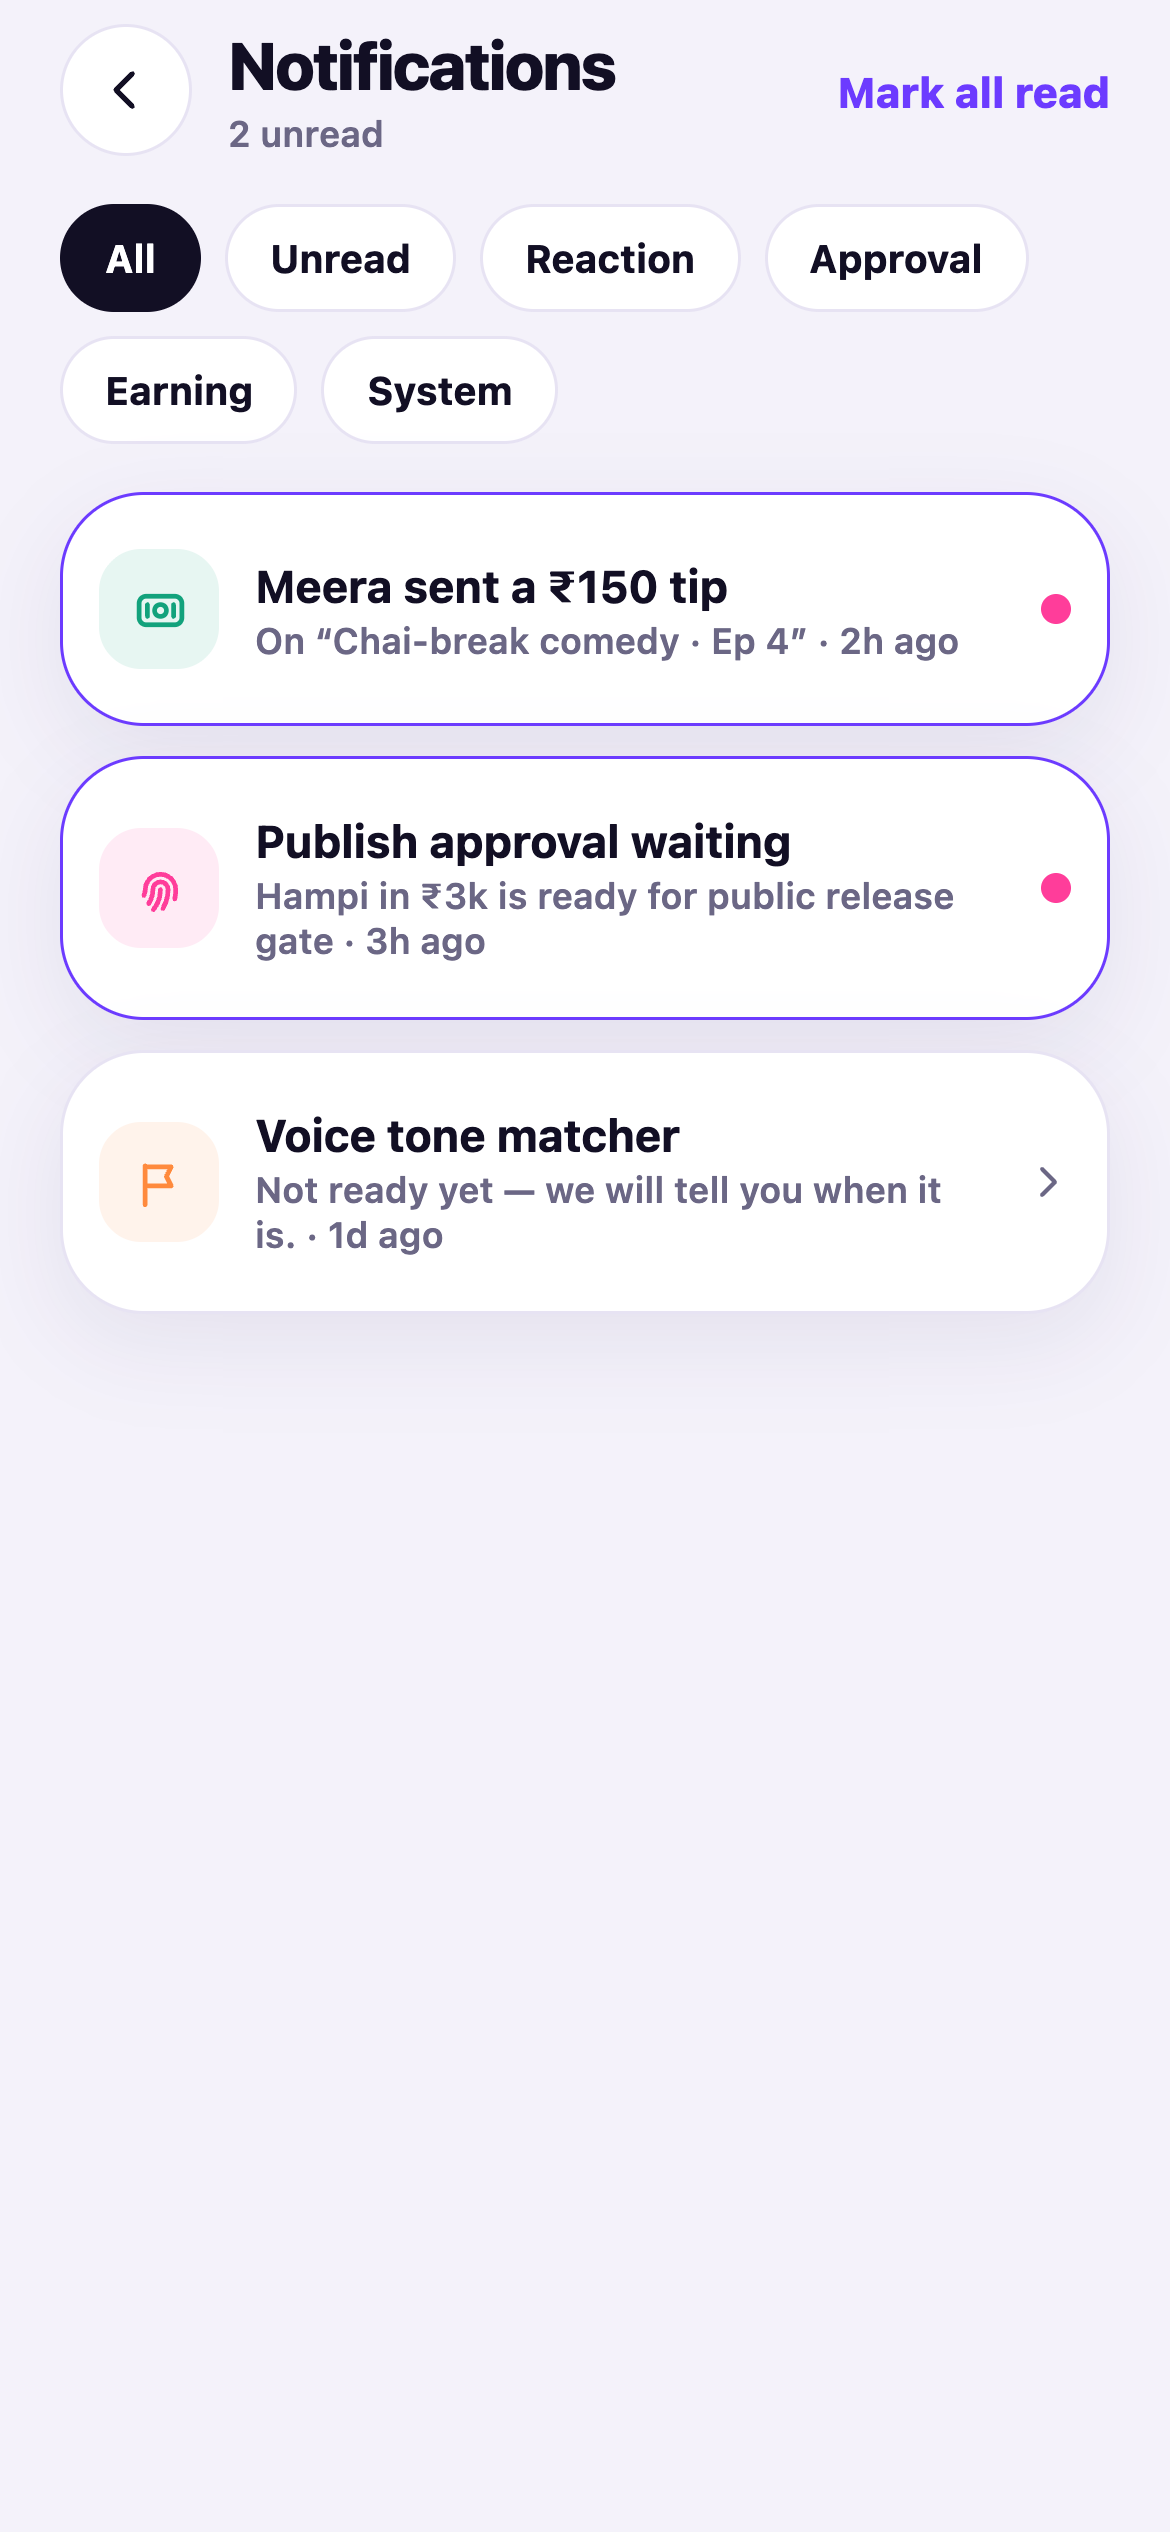 Notifications
2 unread
Mark all read
All
Unread
Reaction
Approval
Earning
System
Meera sent a ₹150 tip
On “Chai-break comedy · Ep 4” · 2h ago
Publish approval waiting
Hampi in ₹3k is ready for public release
gate · 3h ago
Voice tone matcher
Not ready yet — we will tell you when it
is. · 1d ago